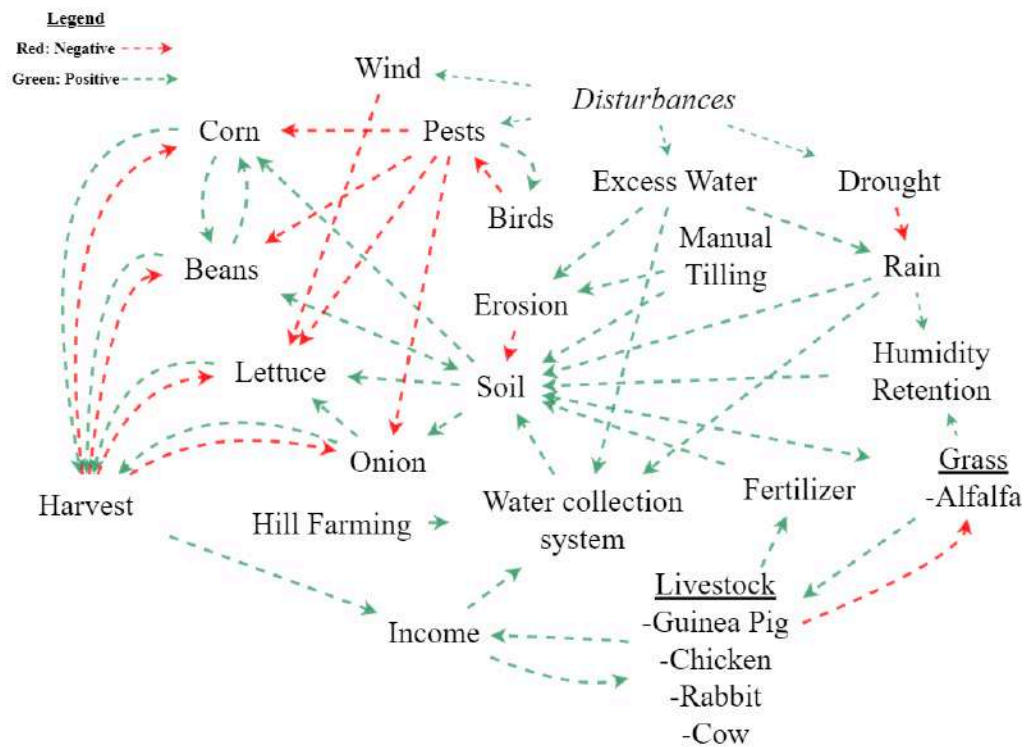 Legend
Red: Negative
Green: Positive
Wind
Disturbances
Corn
Pests
Excess Water
Drought
Birds
Manual
Tilling
Rain
Beans
Erosion
Lettuce
Soil
Humidity
Retention
Onion
Harvest
Hill Farming
Water collection
system
Fertilizer
Grass
-Alfalfa
Livestock
-Guinea Pig
-Chicken
-Rabbit
-Cow
Income